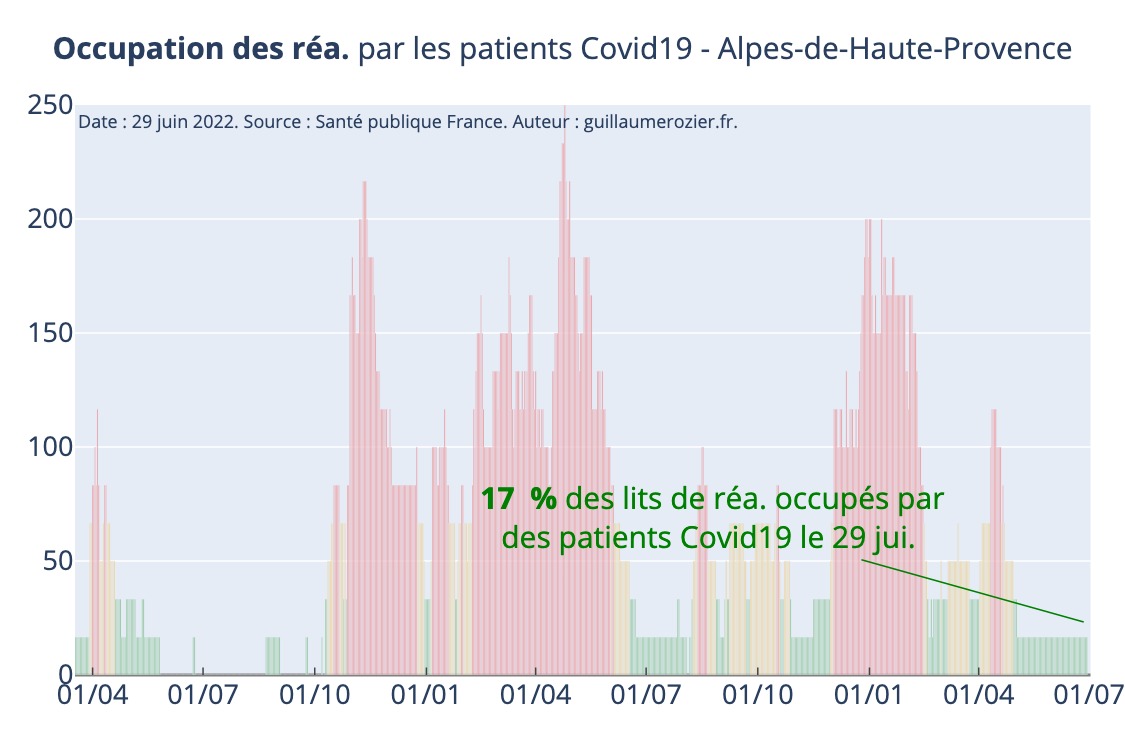 Occupation des réa. par les patients Covid19 - Alpes-de-Haute-Provence
250
Date : 29 juin 2022. Source : Santé publique France. Auteur : guillaumerozier.fr.
200
150
100
17 % des lits de réa. occupés par
des patients Covid19 le 29 jui.
50
0
01/04 01/07 01/10 01/01 01/04 01/07 01/10 01/01 01/04 01/07